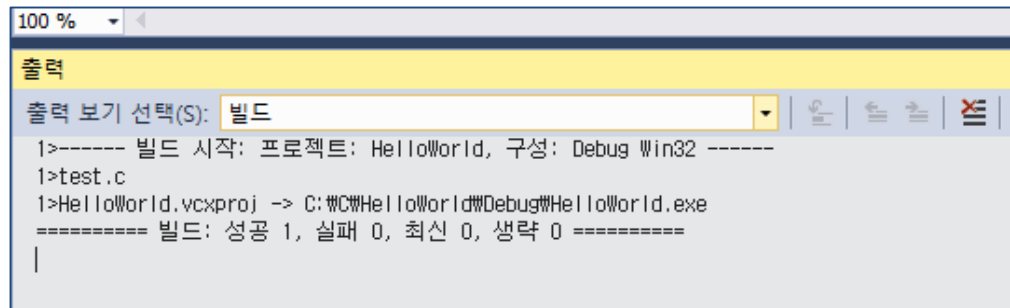 100 %
출력
출력 보기 선택(S): 빌드
1>------ 빌드 시작: 프로젝트: HelloWorld, 구성: Debug Win32 ------
1>test.c
1>HelloWorld.vcxproj -> C:₩C₩HelloWorld₩Debug₩HelloWorld.exe
========== 빌드: 성공 1, 실패 0, 최신 0, 생략 0 ==========